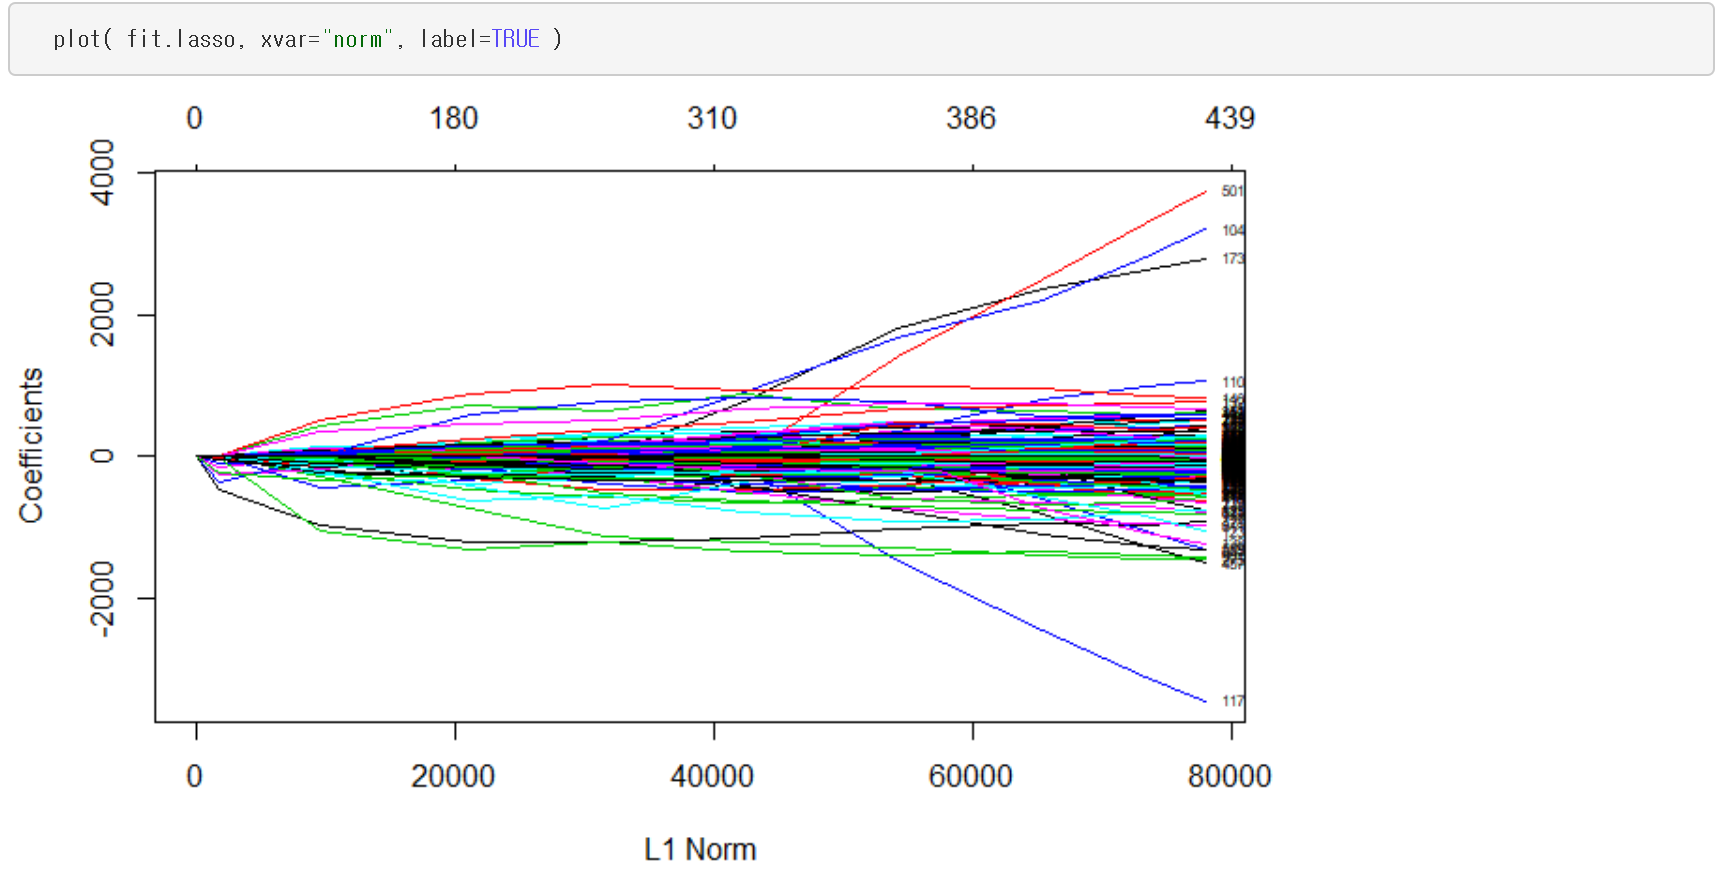 plot( fit.lasso, xvar="norm", label=TRUE )
0 180 310 386 439
4000
2000
0
-2000
Coefficients
501
104
173
110
117
0 20000 40000 60000 80000
L1 Norm